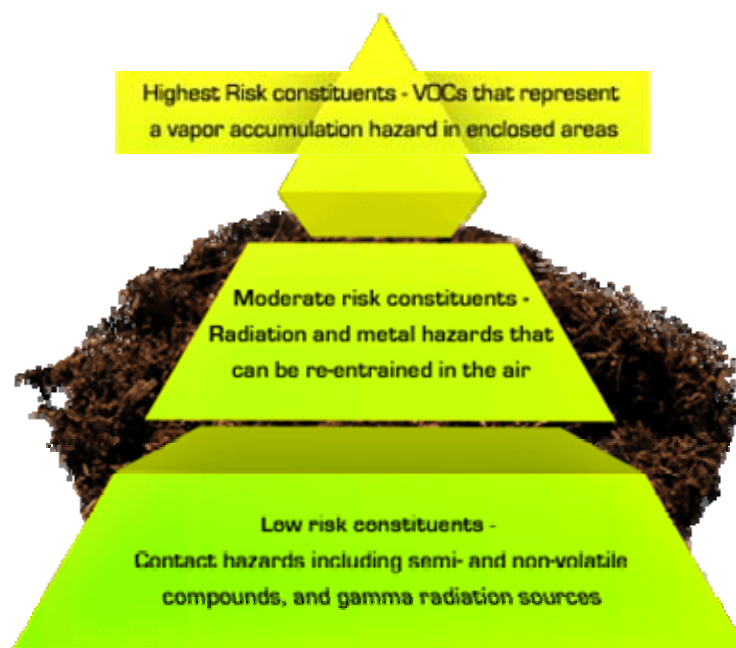 Highest Risk constituents - VOCs that represent
a vapor accumulation hazard in enclosed areas
Moderate risk constituents -
Radiation and metal hazards that
can be re-entrained in the air
Low risk constituents -
Contact hazards including semi- and non-volatile
compounds, and gamma radiation sources